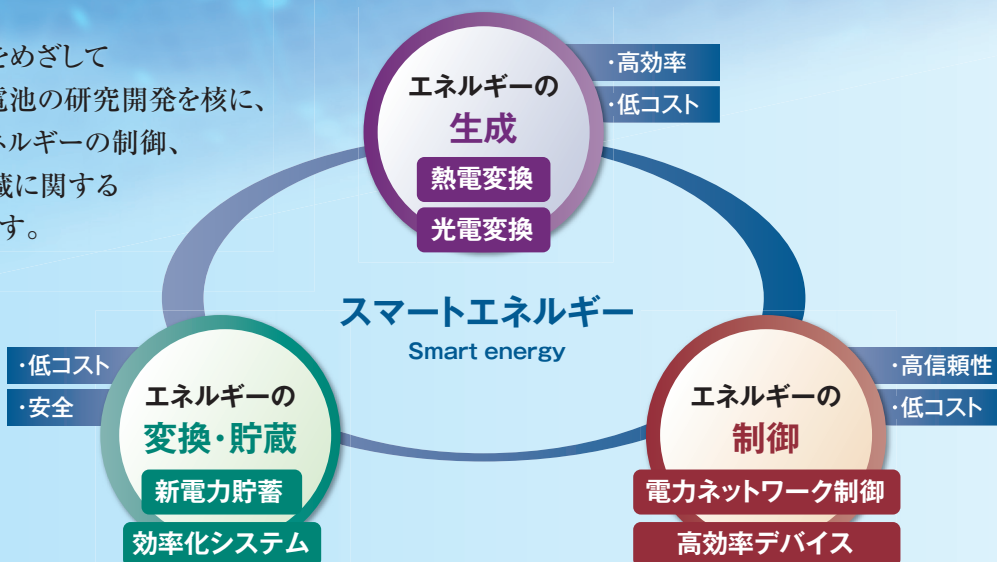 をめざして
電池の研究開発を核に、
ネルギーの制御、
蔵に関する
す。
エネルギーの
生成
熱電変換
光電変換
・高効率
・低コスト
スマートエネルギー
Smart energy
・低コスト
・安全
エネルギーの
変換・貯蔵
新電力貯蓄
効率化システム
エネルギーの
制御
電力ネットワーク制御
高効率デバイス
・高信頼性
・低コスト